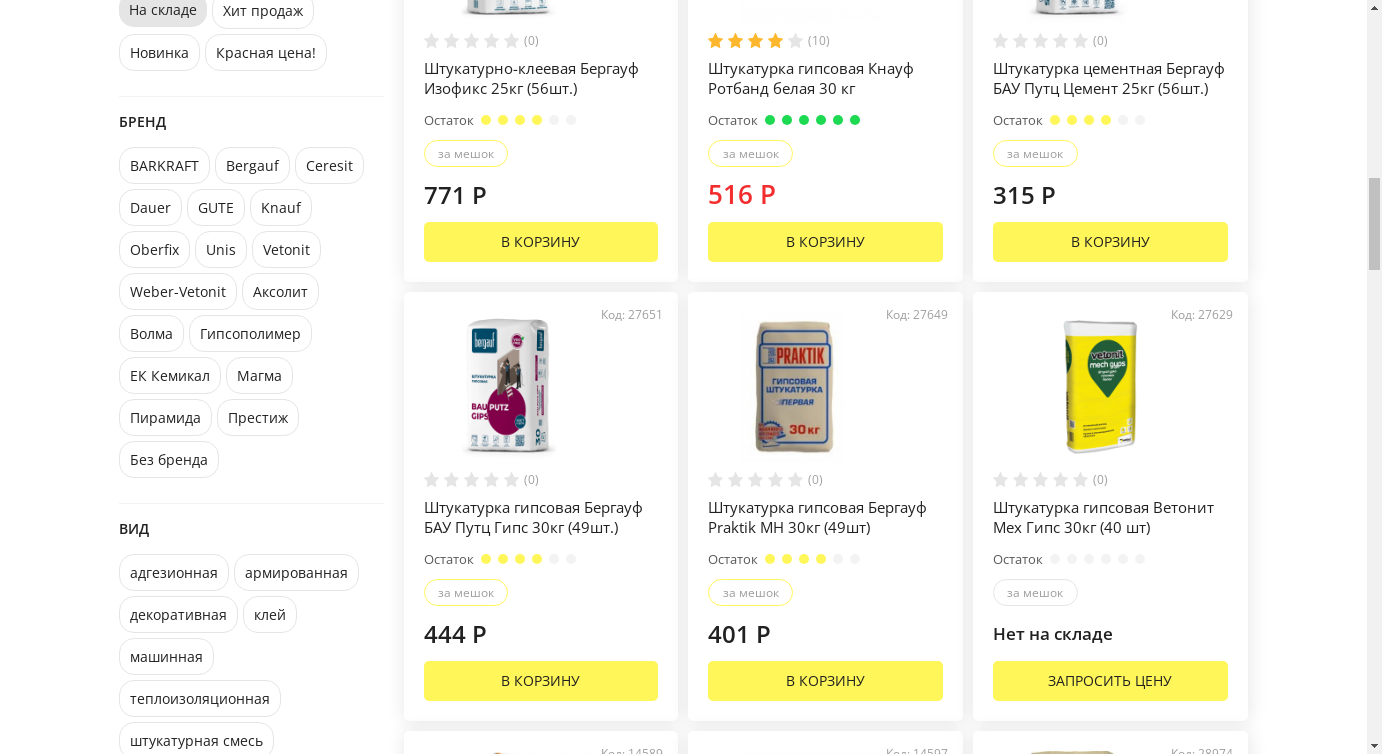 На складе
Хит продаж
Новинка
Красная цена!
БРЕНД
BARKRAFT
Bergauf
Ceresit
Dauer
GUTE
Knauf
Oberfix
Unis
Vetonit
Weber-Vetonit
Аксолит
Волма
Гипсополимер
ЕК Кемикал
Магма
Пирамида
Престиж
Без бренда
ВИД
адгезионная
армированная
декоративная
клей
машинная
теплоизоляционная
штукатурная смесь
(0)
Штукатурно-клеевая Бергауф
Изофикс 25кг (56шт.)
Остаток
за мешок
771 Р
В КОРЗИНУ
(10)
Штукатурка гипсовая Кнауф
Ротбанд белая 30 кг
Остаток
за мешок
516 Р
В КОРЗИНУ
(0)
Штукатурка цементная Бергауф
БАУ Путц Цемент 25кг (56шт.)
Остаток
за мешок
315 Р
В КОРЗИНУ
Код: 27651
bergauf
ШТУКАТУРКА
BAU PUTZ
GIPS
30
(0)
Штукатурка гипсовая Бергауф
БАУ Путц Гипс 30кг (49шт.)
Остаток
за мешок
444 Р
В КОРЗИНУ
Код: 27649
PRAKTIK
ГИПСОВАЯ
ШТУКАТУРКА
ПЕРВАЯ
30 кг
(0)
Штукатурка гипсовая Бергауф
Praktik МН 30кг (49шт)
Остаток
за мешок
401 Р
В КОРЗИНУ
Код: 27629
vetonit
mech gyps
(0)
Штукатурка гипсовая Ветонит
Мех Гипс 30кг (40 шт)
Остаток
за мешок
Нет на складе
ЗАПРОСИТЬ ЦЕНУ
Код: 14589
Код: 14597
Код: 28974